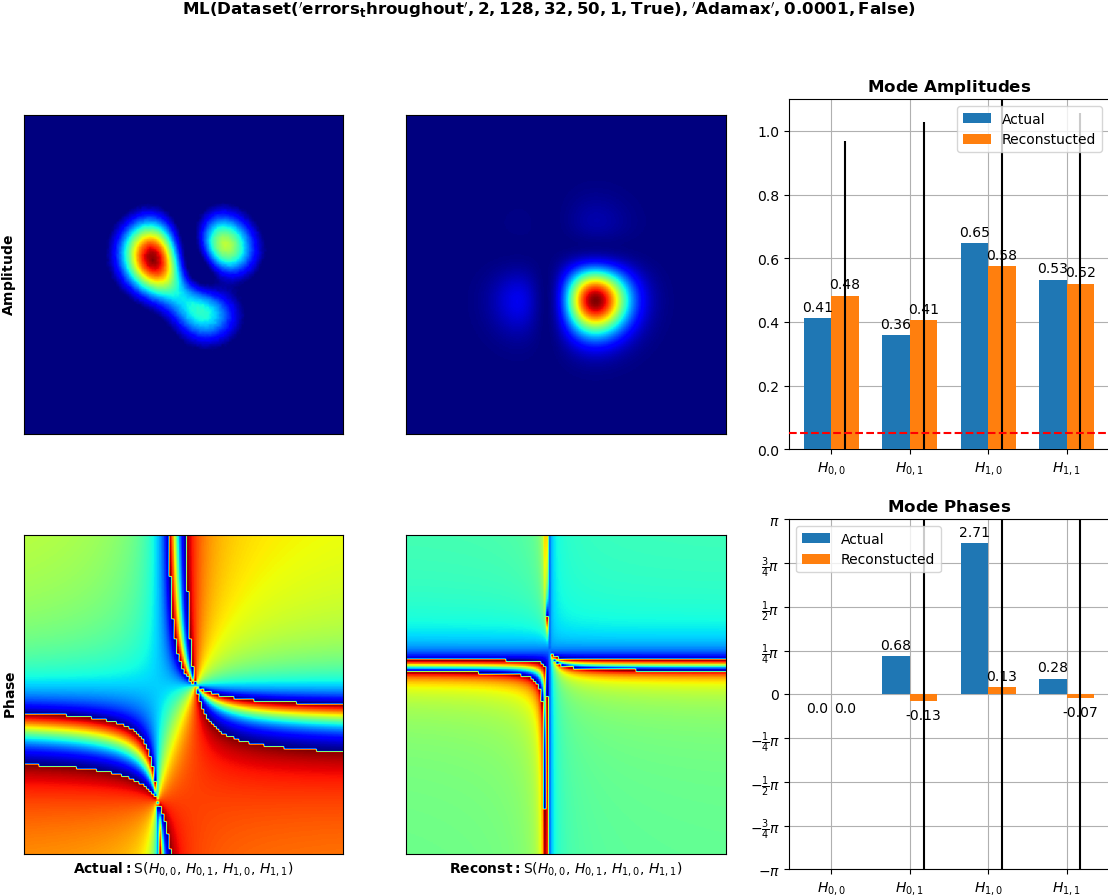 ML(Dataset('errors_throughout', 2, 128, 32, 50, 1, True), 'Adamax', 0.0001, False)
Amplitude
Mode Amplitudes
Actual
Reconstucted
1.0
0.8
0.6
0.4
0.2
0.0
0.41
0.48
0.36
0.41
0.65
0.58
0.53
0.52
H0,0
H0,1
H1,0
H1,1
Phase
Actual: S(H0,0, H0,1, H1,0, H1,1)
Reconst: S(H0,0, H0,1, H1,0, H1,1)
Mode Phases
Actual
Reconstucted
π
3/4π
1/2π
1/4π
0
−1/4π
−1/2π
−3/4π
−π
0.0
0.0
0.68
-0.13
2.71
0.13
0.28
-0.07
H0,0
H0,1
H1,0
H1,1